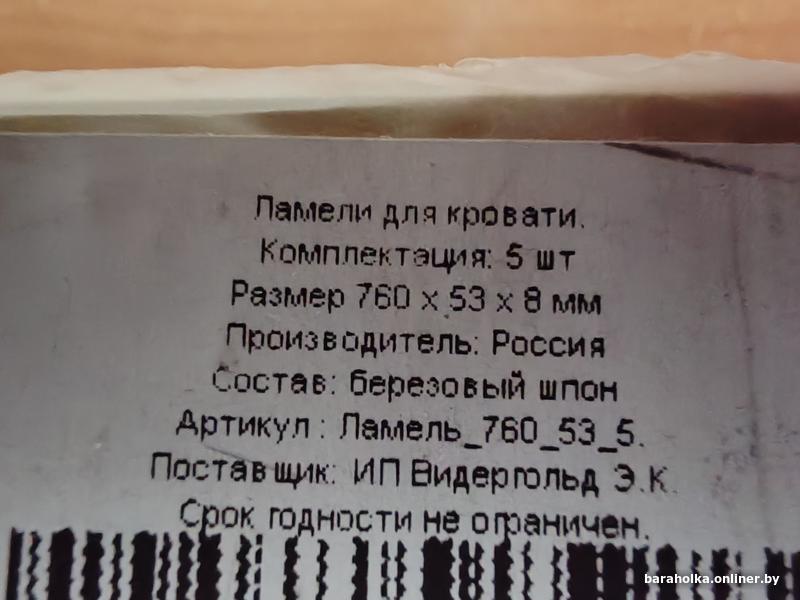 Ламели для кровати.
Комплектация: 5 шт
Размер 760 х 53 х 8 мм
Производитель: Россия
Состав: березовый шпон
Артикул : Ламель_760_53_5.
Поставщик: ИП Видергольд Э.К.
Срок годности не ограничен.
baraholka.onliner.by